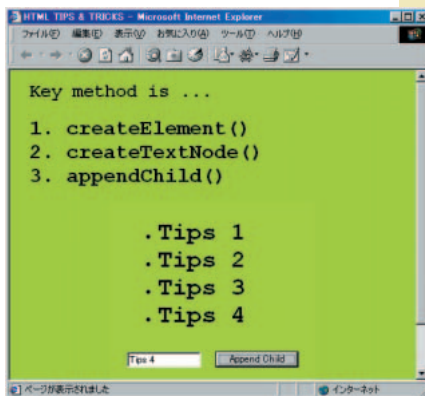 HTML TIPS & TRICKS - Microsoft Internet Explorer
ファイル(F) 編集(E) 表示(V) お気に入り(A) ツール(T) ヘルプ(H)
Key method is ...
1. createElement()
2. createTextNode()
3. appendChild()
.Tips 1
.Tips 2
.Tips 3
.Tips 4
Tips 4 Append Child
ページが表示されました インターネット